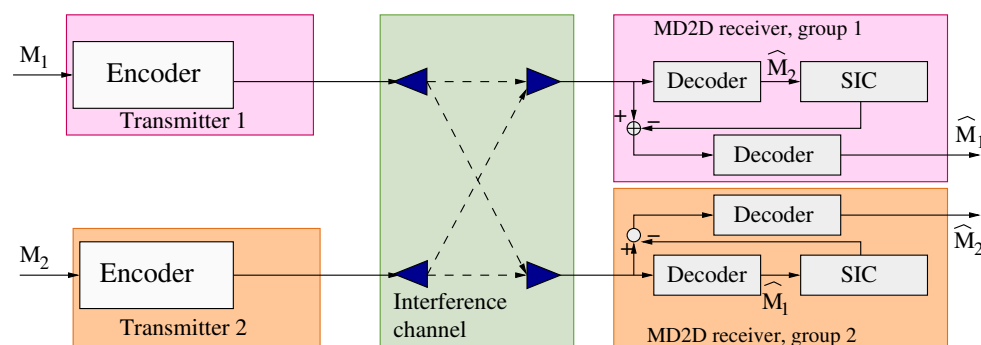 M₁
Encoder
Transmitter 1
M₂
Encoder
Transmitter 2
Interference
channel
MD2D receiver, group 1
Decoder
M̂₂
SIC
+
−
Decoder
M̂₁
Decoder
M̂₂
+
−
Decoder
M̂₁
SIC
MD2D receiver, group 2